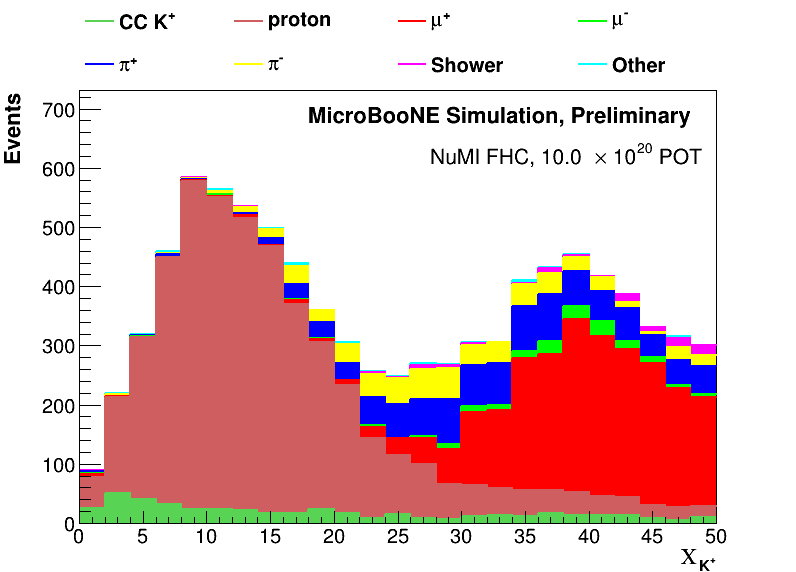 CC K⁺ proton μ⁺ μ⁻
π⁺ π⁻ Shower Other
Events
MicroBooNE Simulation, Preliminary
NuMI FHC, 10.0 × 10²⁰ POT
700
600
500
400
300
200
100
0
0 5 10 15 20 25 30 35 40 45 50
χ_K⁺